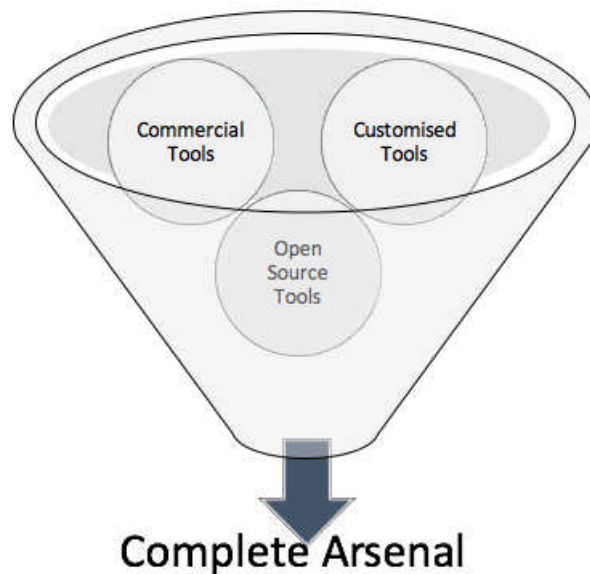 Commercial
Tools
Customised
Tools
Open
Source
Tools
Complete Arsenal